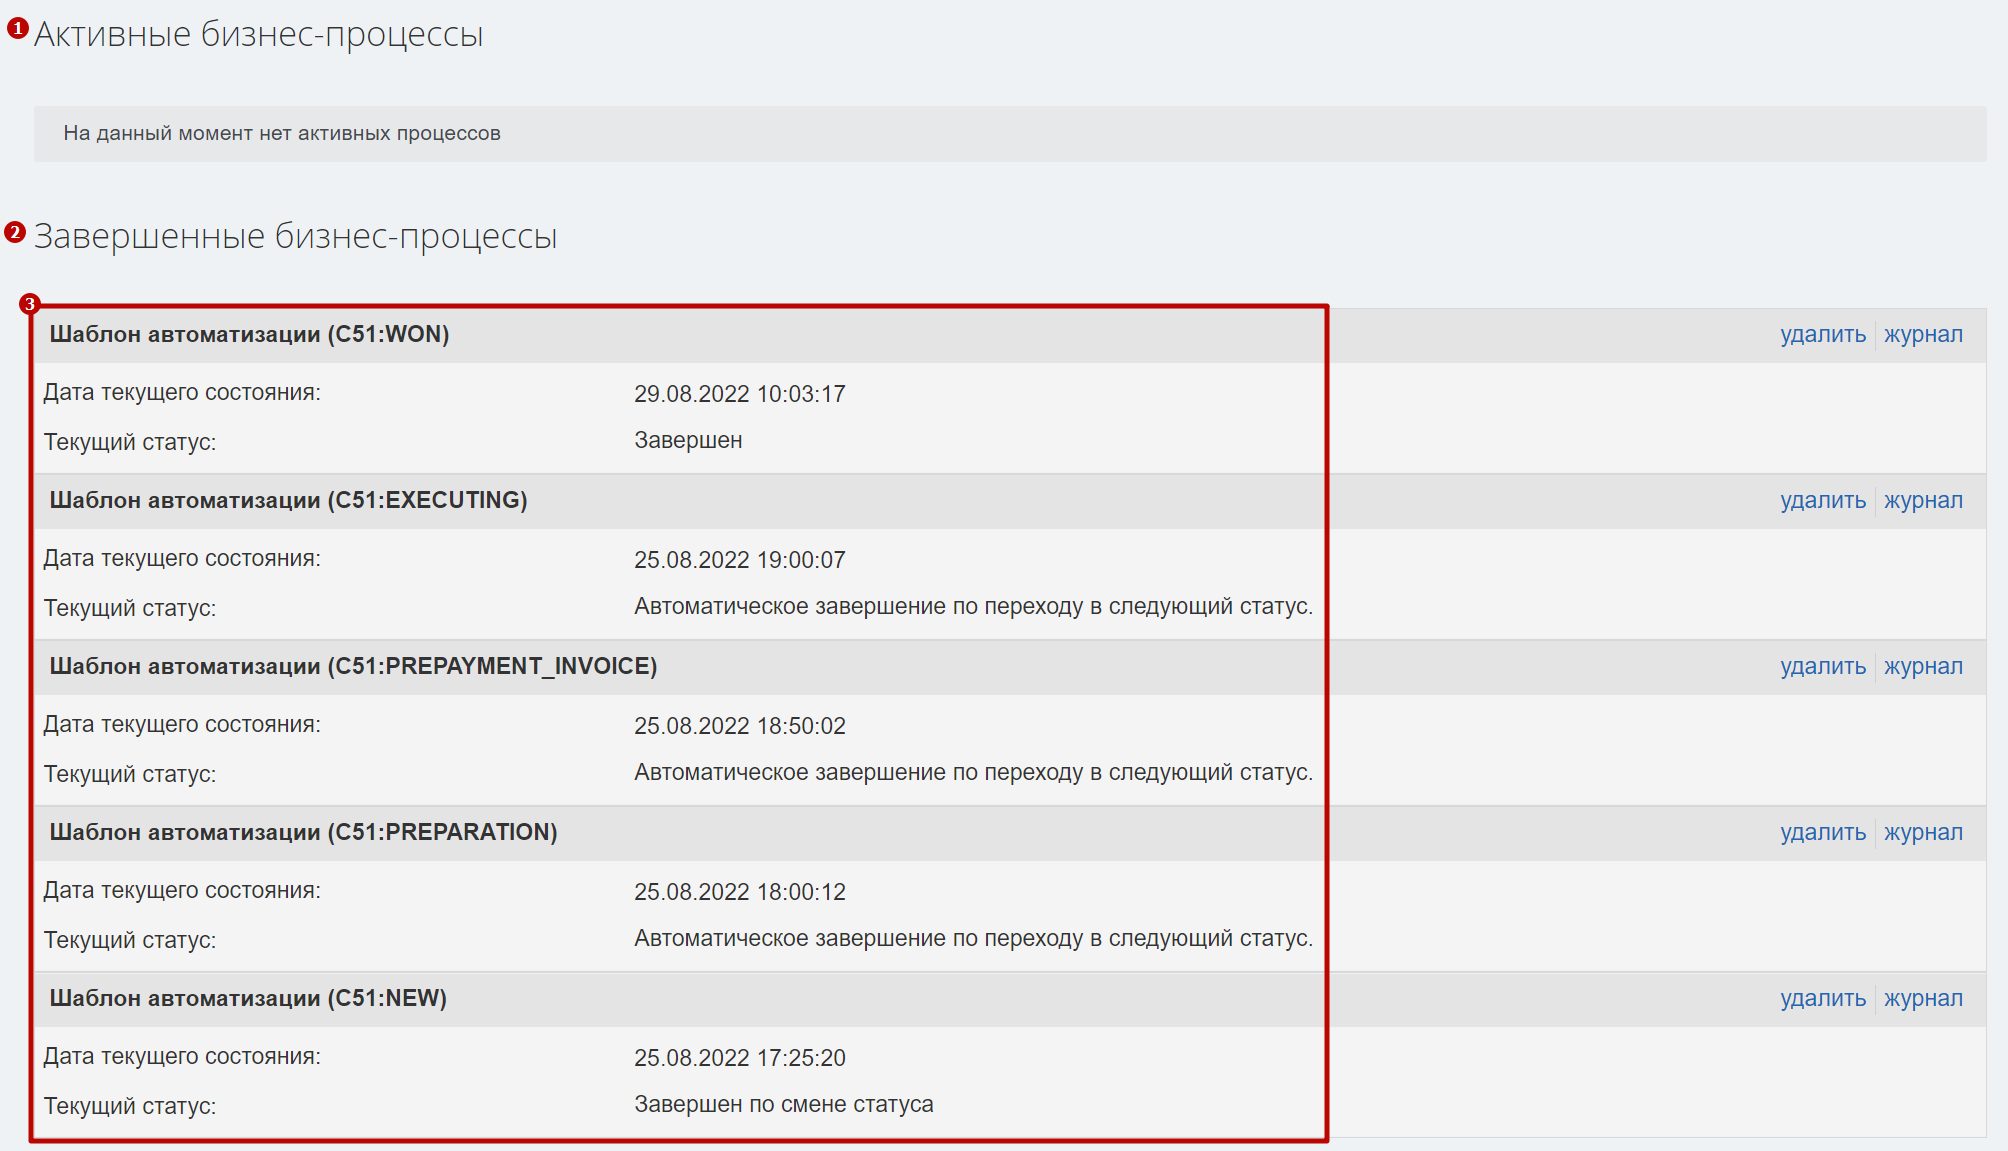 1 Активные бизнес-процессы
На данный момент нет активных процессов
2 Завершенные бизнес-процессы
3
Шаблон автоматизации (C51:WON) удалить журнал
Дата текущего состояния: 29.08.2022 10:03:17
Текущий статус: Завершен
Шаблон автоматизации (C51:EXECUTING) удалить журнал
Дата текущего состояния: 25.08.2022 19:00:07
Текущий статус: Автоматическое завершение по переходу в следующий статус.
Шаблон автоматизации (C51:PREPAYMENT_INVOICE) удалить журнал
Дата текущего состояния: 25.08.2022 18:50:02
Текущий статус: Автоматическое завершение по переходу в следующий статус.
Шаблон автоматизации (C51:PREPARATION) удалить журнал
Дата текущего состояния: 25.08.2022 18:00:12
Текущий статус: Автоматическое завершение по переходу в следующий статус.
Шаблон автоматизации (C51:NEW) удалить журнал
Дата текущего состояния: 25.08.2022 17:25:20
Текущий статус: Завершен по смене статуса